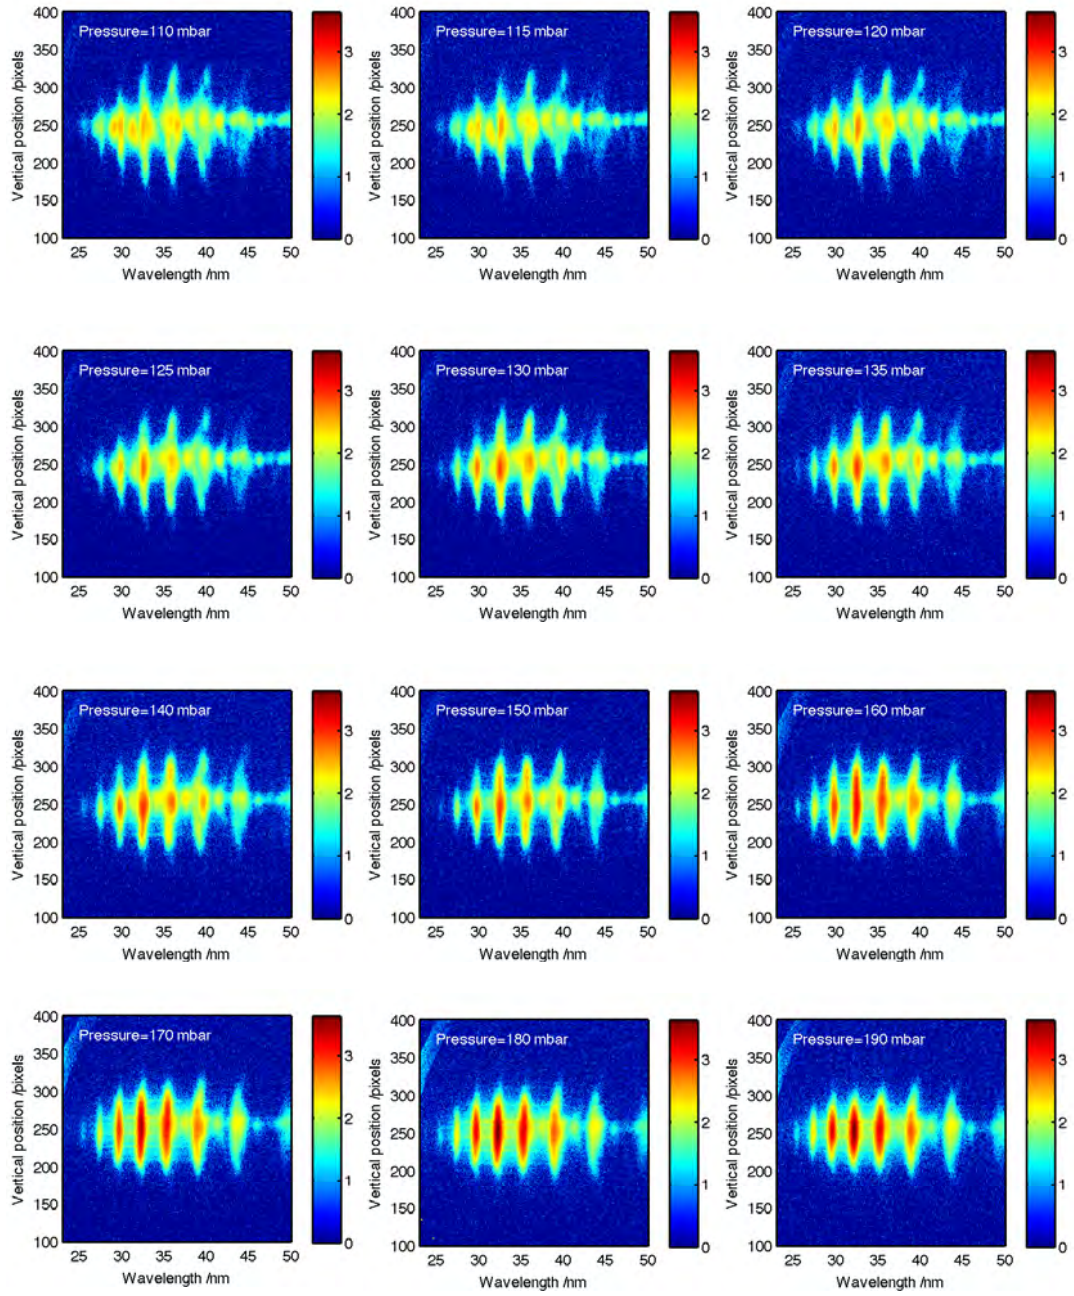 Pressure=110 mbar
Vertical position /pixels
400
350
300
250
200
150
100
25 30 35 40 45 50
Wavelength /nm
3
2
1
0
Pressure=115 mbar
Vertical position /pixels
400
350
300
250
200
150
100
25 30 35 40 45 50
Wavelength /nm
3
2
1
0
Pressure=120 mbar
Vertical position /pixels
400
350
300
250
200
150
100
25 30 35 40 45 50
Wavelength /nm
3
2
1
0
Pressure=125 mbar
Vertical position /pixels
400
350
300
250
200
150
100
25 30 35 40 45 50
Wavelength /nm
3
2
1
0
Pressure=130 mbar
Vertical position /pixels
400
350
300
250
200
150
100
25 30 35 40 45 50
Wavelength /nm
3
2
1
0
Pressure=135 mbar
Vertical position /pixels
400
350
300
250
200
150
100
25 30 35 40 45 50
Wavelength /nm
3
2
1
0
Pressure=140 mbar
Vertical position /pixels
400
350
300
250
200
150
100
25 30 35 40 45 50
Wavelength /nm
3
2
1
0
Pressure=150 mbar
Vertical position /pixels
400
350
300
250
200
150
100
25 30 35 40 45 50
Wavelength /nm
3
2
1
0
Pressure=160 mbar
Vertical position /pixels
400
350
300
250
200
150
100
25 30 35 40 45 50
Wavelength /nm
3
2
1
0
Pressure=170 mbar
Vertical position /pixels
400
350
300
250
200
150
100
25 30 35 40 45 50
Wavelength /nm
3
2
1
0
Pressure=180 mbar
Vertical position /pixels
400
350
300
250
200
150
100
25 30 35 40 45 50
Wavelength /nm
3
2
1
0
Pressure=190 mbar
Vertical position /pixels
400
350
300
250
200
150
100
25 30 35 40 45 50
Wavelength /nm
3
2
1
0